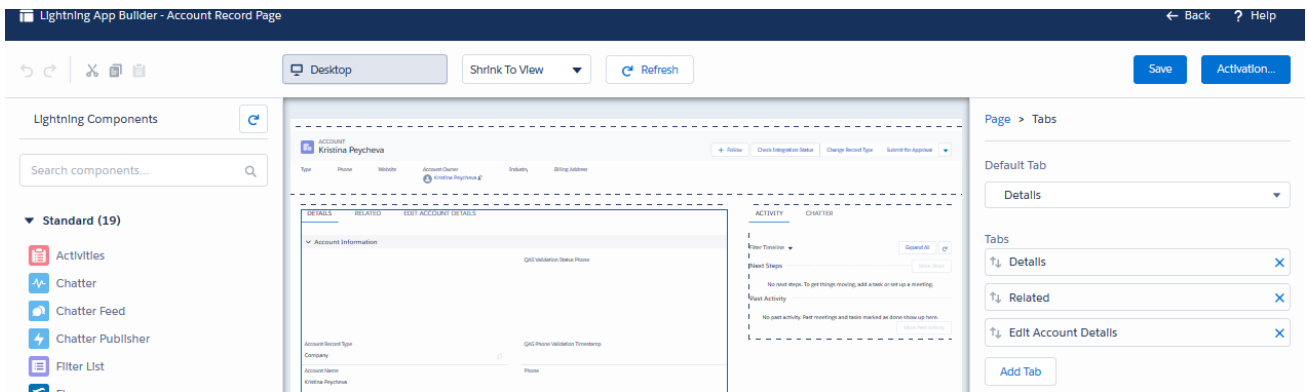 Lightning App Builder - Account Record Page
← Back
? Help
Desktop
Shrink To View
Refresh
Save
Activation...
Lightning Components
Search components...
Standard (19)
Activities
Chatter
Chatter Feed
Chatter Publisher
Filter List
ACCOUNT
Kristina Peycheva
+ Follow
Check Integration Status
Change Record Type
Submit for Approval
Type
Phone
Website
Account Owner
Industry
Billing Address
Kristina Peycheva
DETAILS
RELATED
EDIT ACCOUNT DETAILS
Account Information
QAS Validation Status Phone
Account Record Type
QAS Phone Validation Timestamp
Company
Account Name
Phone
Kristina Peycheva
ACTIVITY
CHATTER
Filter Timeline
Expand All
Next Steps
More Steps
No next steps. To get things moving, add a task or set up a meeting.
Past Activity
No past activity. Past meetings and tasks marked as done show up here.
More Past Activity
Page > Tabs
Default Tab
Details
Tabs
Details
Related
Edit Account Details
Add Tab